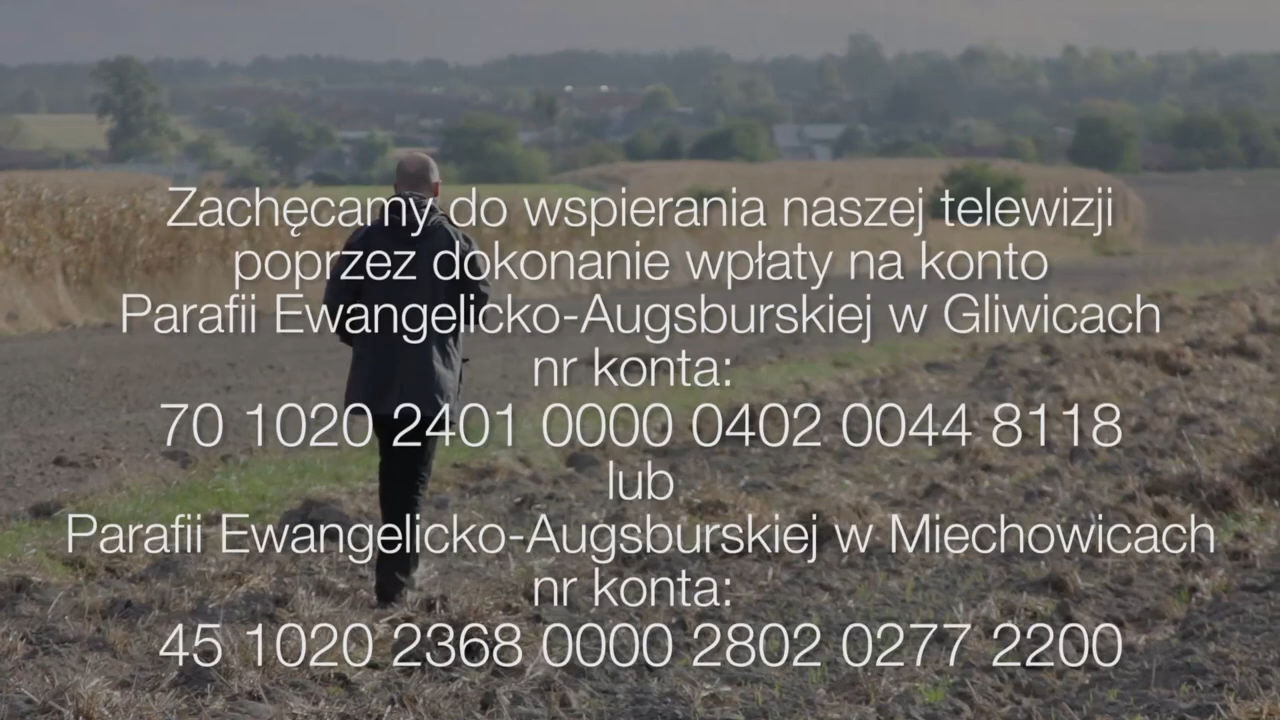 Zachęcamy do wspierania naszej telewizji
poprzez dokonanie wpłaty na konto
Parafii Ewangelicko-Augsburskiej w Gliwicach
nr konta:
70 1020 2401 0000 0402 0044 8118
lub
Parafii Ewangelicko-Augsburskiej w Miechowicach
nr konta:
45 1020 2368 0000 2802 0277 2200